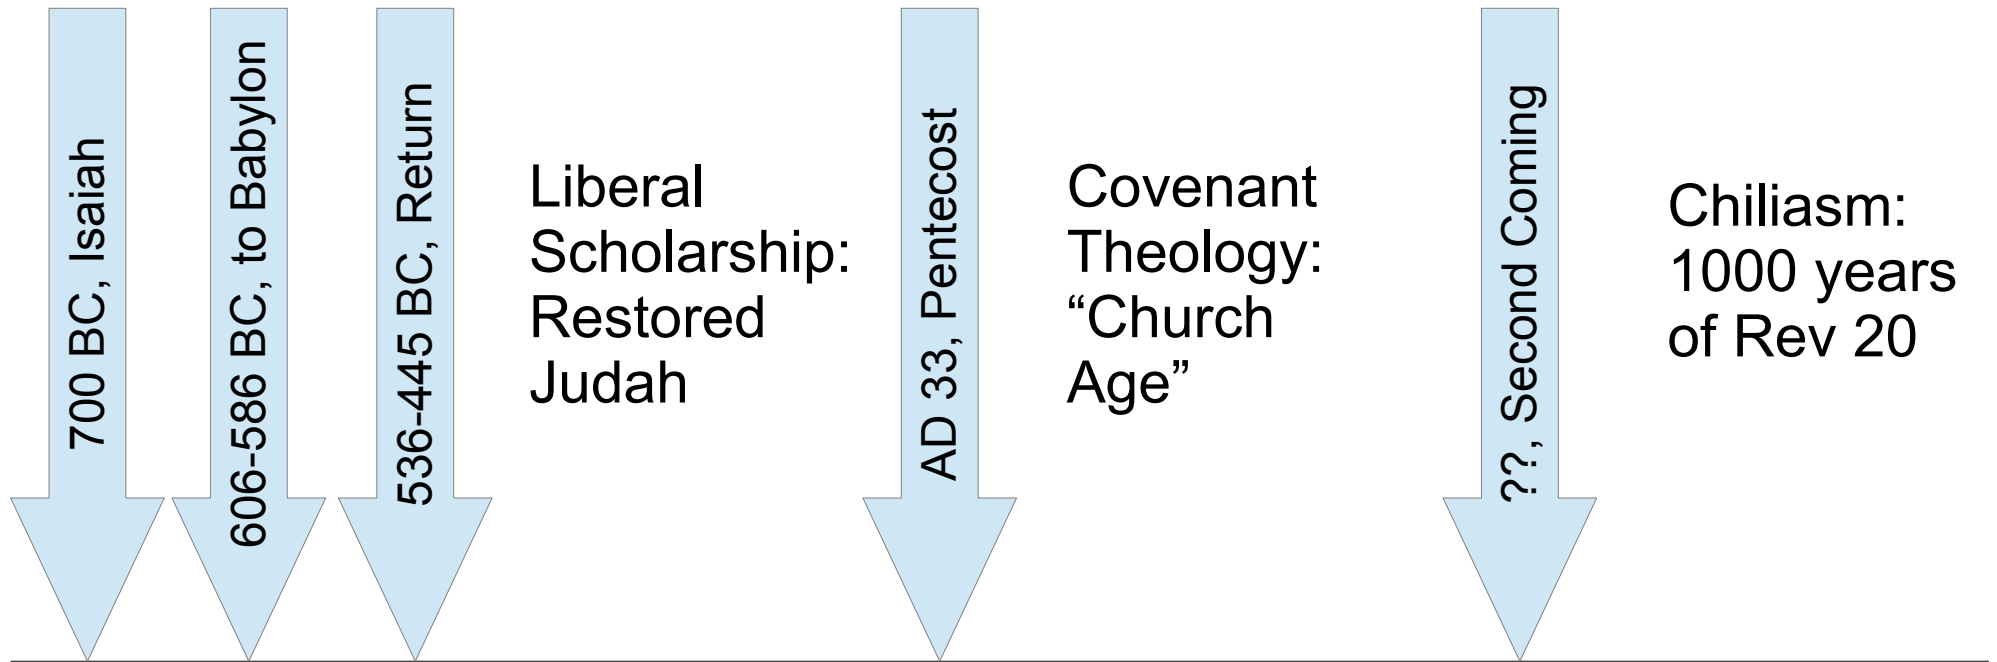 700 BC, Isaiah
606-586 BC, to Babylon
536-445 BC, Return
Liberal
Scholarship:
Restored
Judah
AD 33, Pentecost
Covenant
Theology:
“Church
Age”
??, Second Coming
Chiliasm:
1000 years
of Rev 20